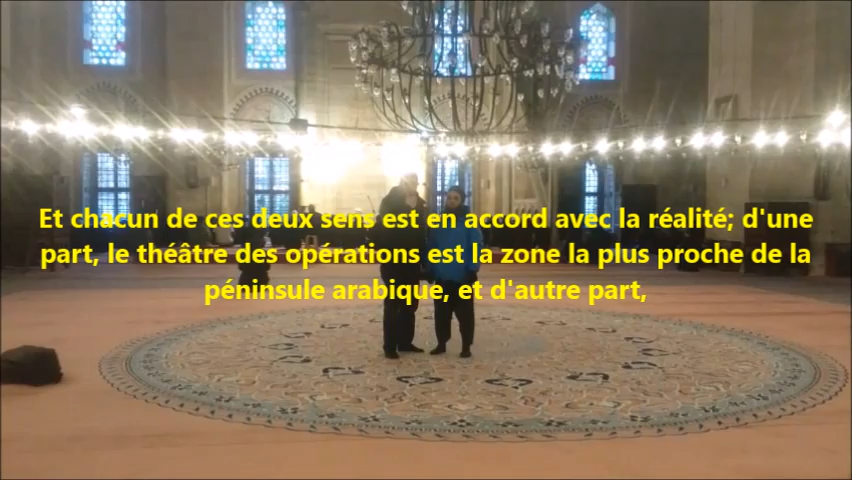 Et chacun de ces deux sens est en accord avec la réalité; d'une
part, le théâtre des opérations est la zone la plus proche de la
péninsule arabique, et d'autre part,